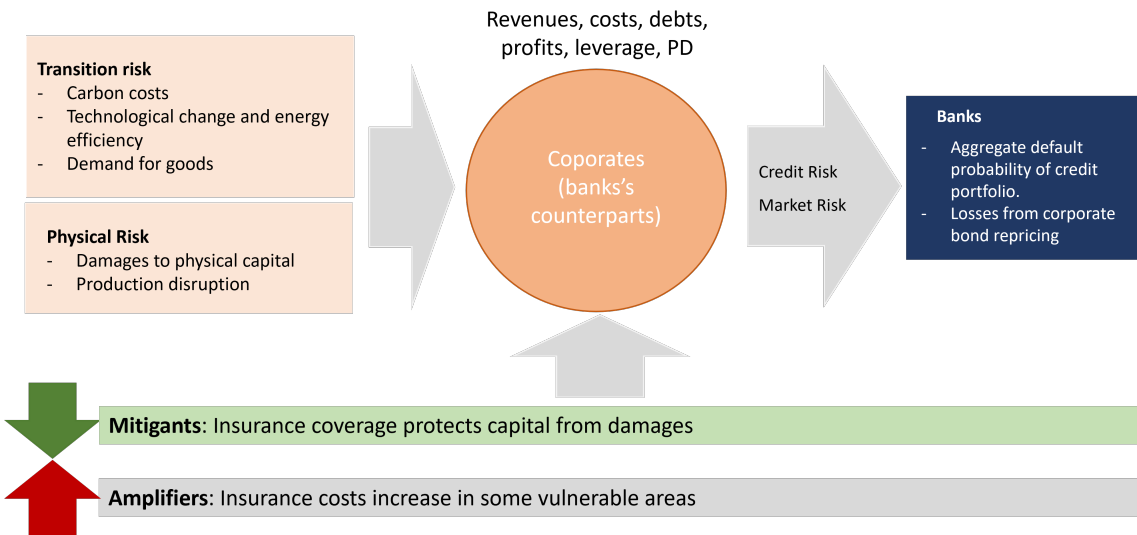 Revenues, costs, debts,
profits, leverage, PD
Transition risk
- Carbon costs
- Technological change and energy
efficiency
- Demand for goods
Physical Risk
- Damages to physical capital
- Production disruption
Coporates
(banks's
counterparts)
Credit Risk
Market Risk
Banks
- Aggregate default
probability of credit
portfolio.
- Losses from corporate
bond repricing
Mitigants: Insurance coverage protects capital from damages
Amplifiers: Insurance costs increase in some vulnerable areas